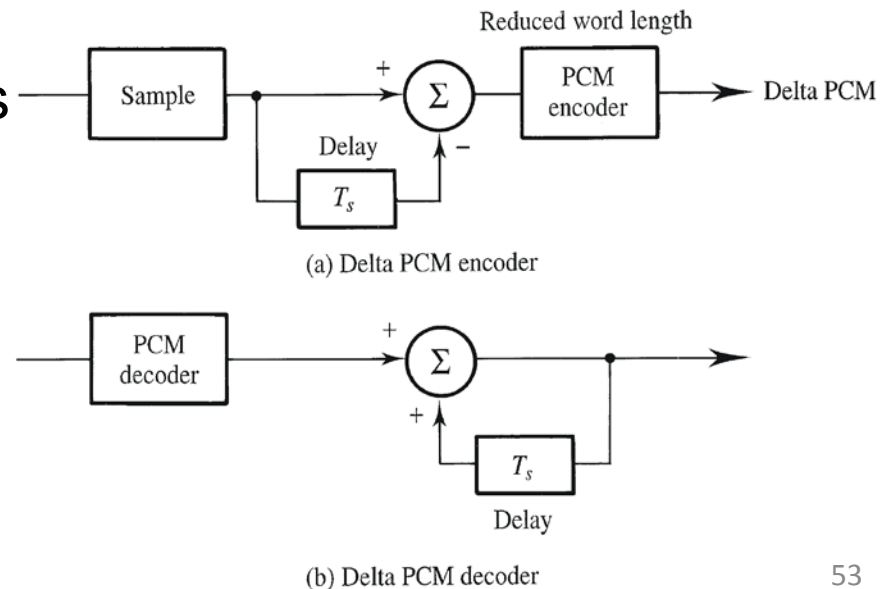 Reduced word length
s
Sample
+
Σ
PCM
encoder
Delta PCM
Delay
−
Ts
(a) Delta PCM encoder
PCM
decoder
+
Σ
+
Ts
Delay
(b) Delta PCM decoder
53